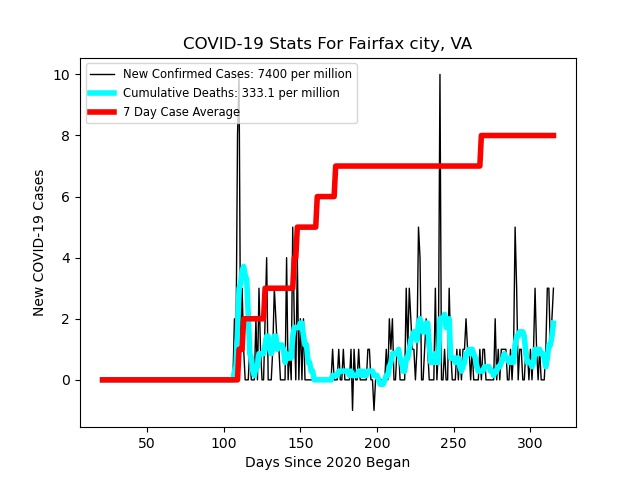 COVID-19 Stats For Fairfax city, VA
New Confirmed Cases: 7400 per million
Cumulative Deaths: 333.1 per million
7 Day Case Average
New COVID-19 Cases
10
8
6
4
2
0
50 100 150 200 250 300
Days Since 2020 Began